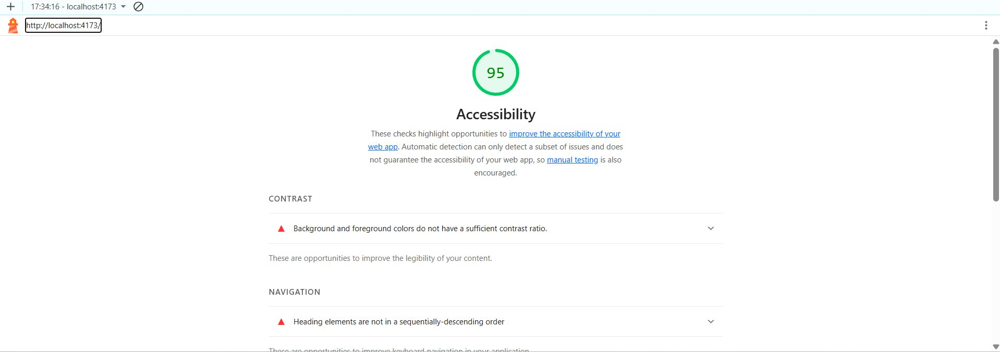 17:34:16 - localhost:4173
http://localhost:4173/
95
Accessibility
These checks highlight opportunities to improve the accessibility of your
web app. Automatic detection can only detect a subset of issues and does
not guarantee the accessibility of your web app, so manual testing is also
encouraged.
CONTRAST
Background and foreground colors do not have a sufficient contrast ratio.
These are opportunities to improve the legibility of your content.
NAVIGATION
Heading elements are not in a sequentially-descending order
These are opportunities to improve keyboard navigation in your application.